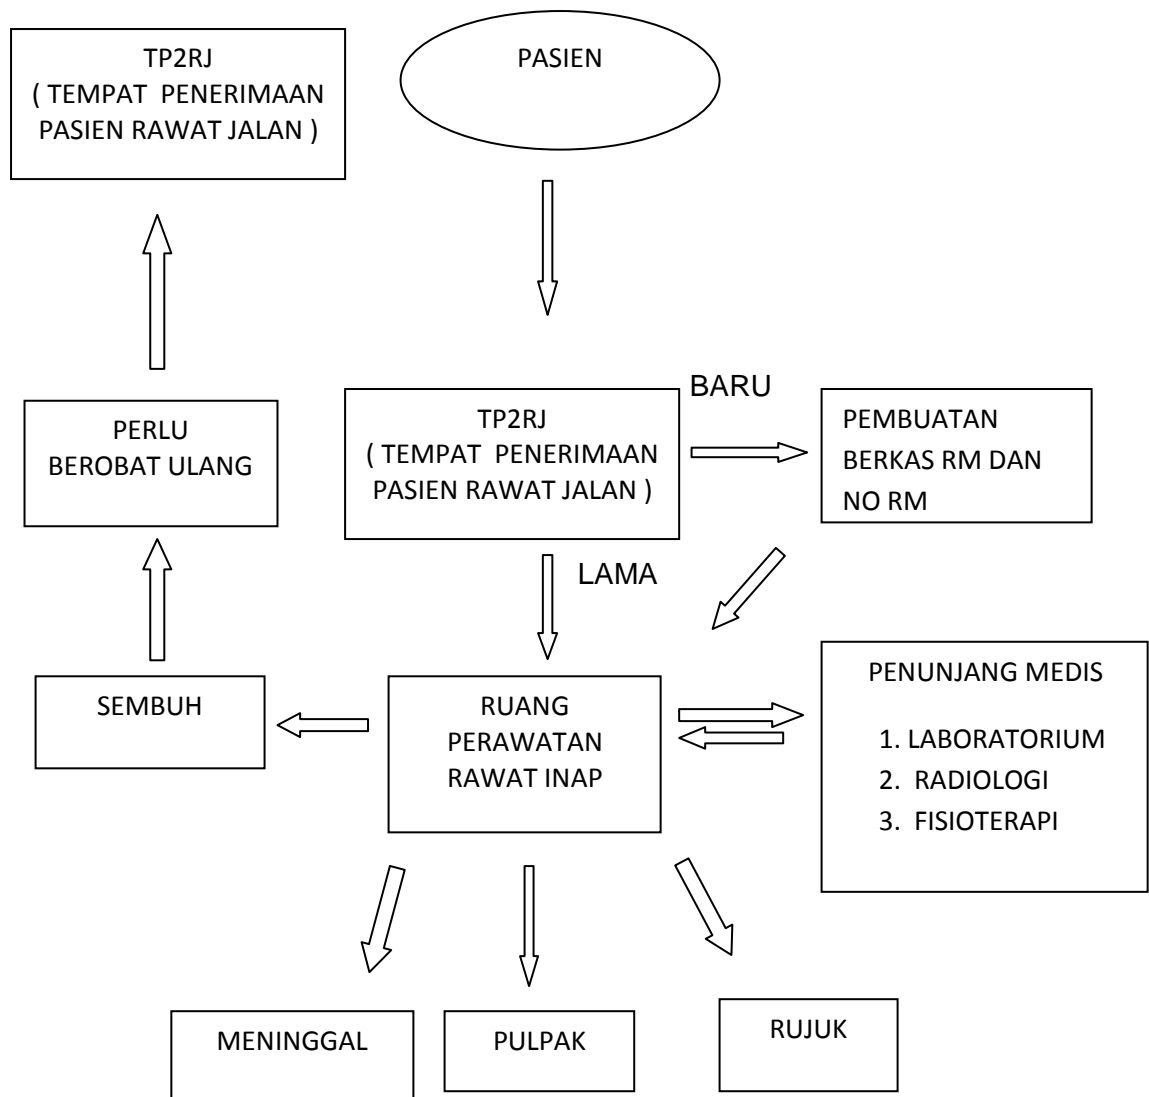 TP2RJ
( TEMPAT PENERIMAAN
PASIEN RAWAT JALAN )
PASIEN
BARU
PERLU
BEROBAT ULANG
TP2RJ
( TEMPAT PENERIMAAN
PASIEN RAWAT JALAN )
PEMBUATAN
BERKAS RM DAN
NO RM
LAMA
SEMBUH
RUANG
PERAWATAN
RAWAT INAP
PENUNJANG MEDIS
1. LABORATORIUM
2. RADIOLOGI
3. FISIOTERAPI
MENINGGAL
PULPAK
RUJUK